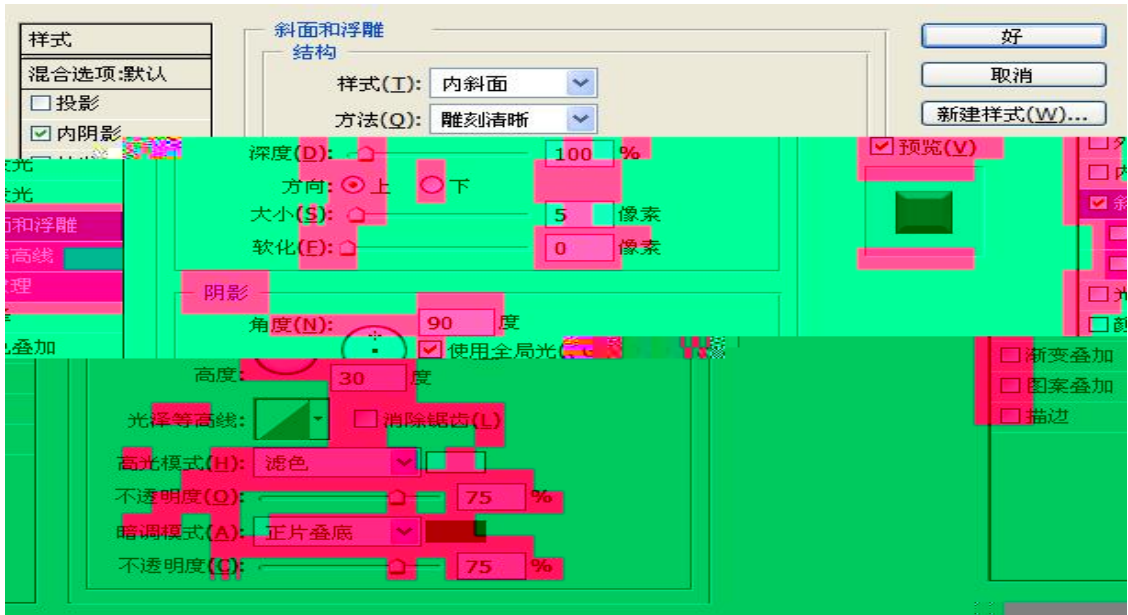 样式
混合选项:默认
投影
内阴影
发光
发光
面和浮雕
等高线
纹理
叠加
斜面和浮雕
结构
样式(T): 内斜面
方法(Q): 雕刻清晰
深度(D): 100 %
方向: 上 下
大小(S): 5 像素
软化(F): 0 像素
阴影
角度(N): 90 度
使用全局光(
高度: 30 度
光泽等高线: 消除锯齿(L)
高光模式(H): 滤色
不透明度(O): 75 %
暗调模式(A): 正片叠底
不透明度(C): 75 %
好
取消
新建样式(W)...
预览(V)
渐变叠加
图案叠加
描边